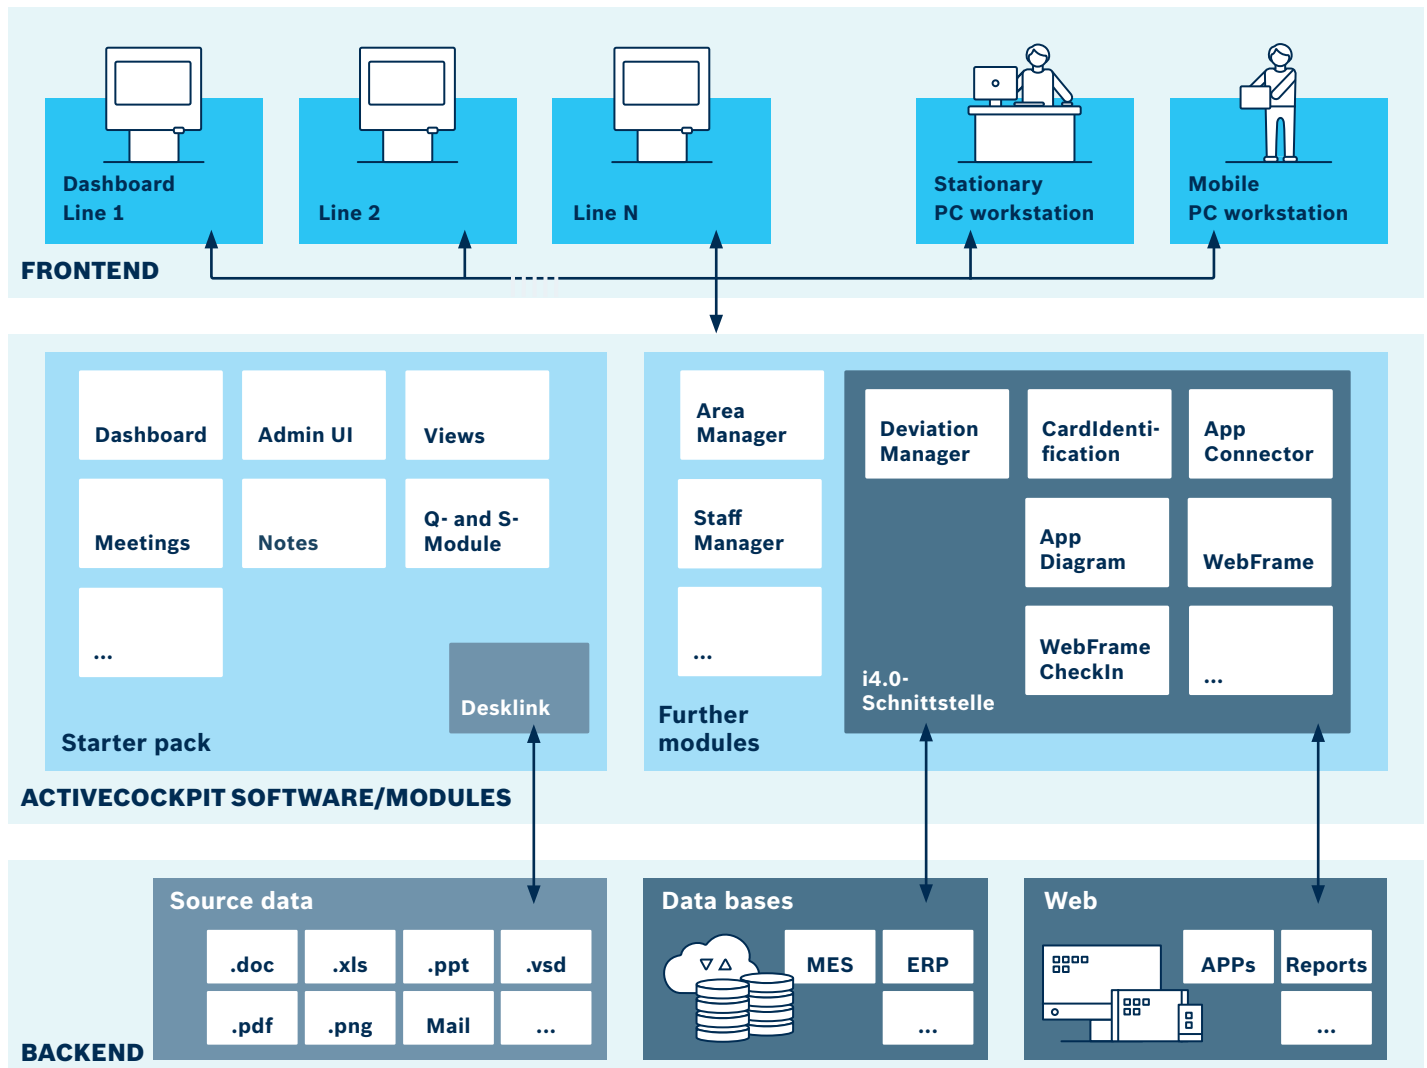 Dashboard
Line 1
Line 2
Line N
Stationary
PC workstation
Mobile
PC workstation
FRONTEND
Dashboard
Admin UI
Views
Meetings
Notes
Q- and S-
Module
...
Desklink
Starter pack
Area
Manager
Staff
Manager
...
Further
modules
Deviation
Manager
CardIdenti-
fication
App
Connector
App
Diagram
WebFrame
WebFrame
CheckIn
...
i4.0-
Schnittstelle
ACTIVECOCKPIT SOFTWARE/MODULES
Source data
.doc
.xls
.ppt
.vsd
.pdf
.png
Mail
...
Data bases
MES
ERP
...
Web
APPs
Reports
...
BACKEND